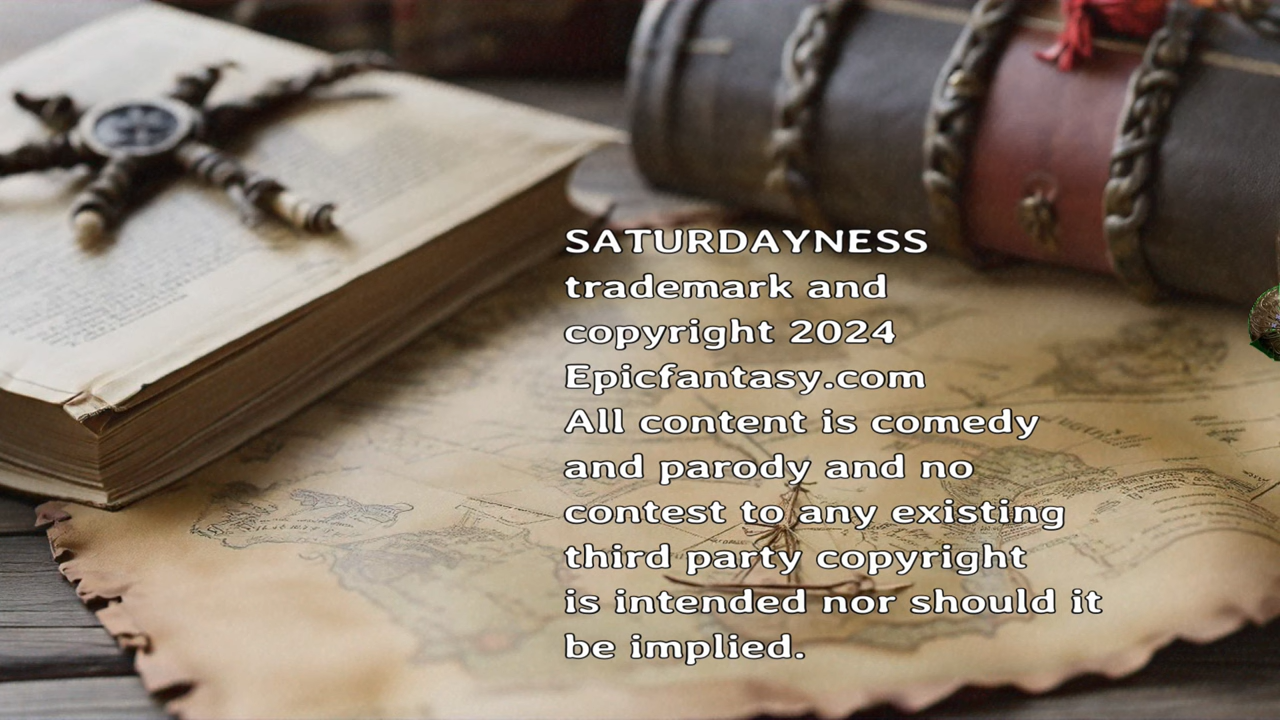 SATURDAYNESS
trademark and
copyright 2024
Epicfantasy.com
All content is comedy
and parody and no
contest to any existing
third party copyright
is intended nor should it
be implied.